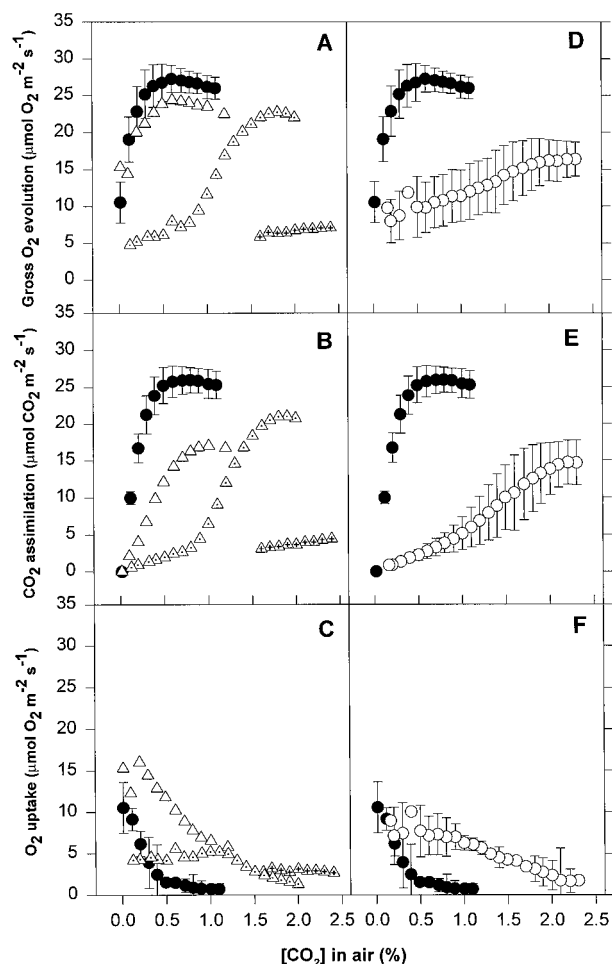 Gross O2 evolution (μmol O2 m-2 s-1)
35
30
25
20
15
10
5
0
A
D
CO2 assimilation (μmol CO2 m-2 s-1)
35
30
25
20
15
10
5
0
B
E
O2 uptake (μmol O2 m-2 s-1)
35
30
25
20
15
10
5
0
C
F
0.0 0.5 1.0 1.5 2.0 2.5 0.0 0.5 1.0 1.5 2.0 2.5
[CO2] in air (%)